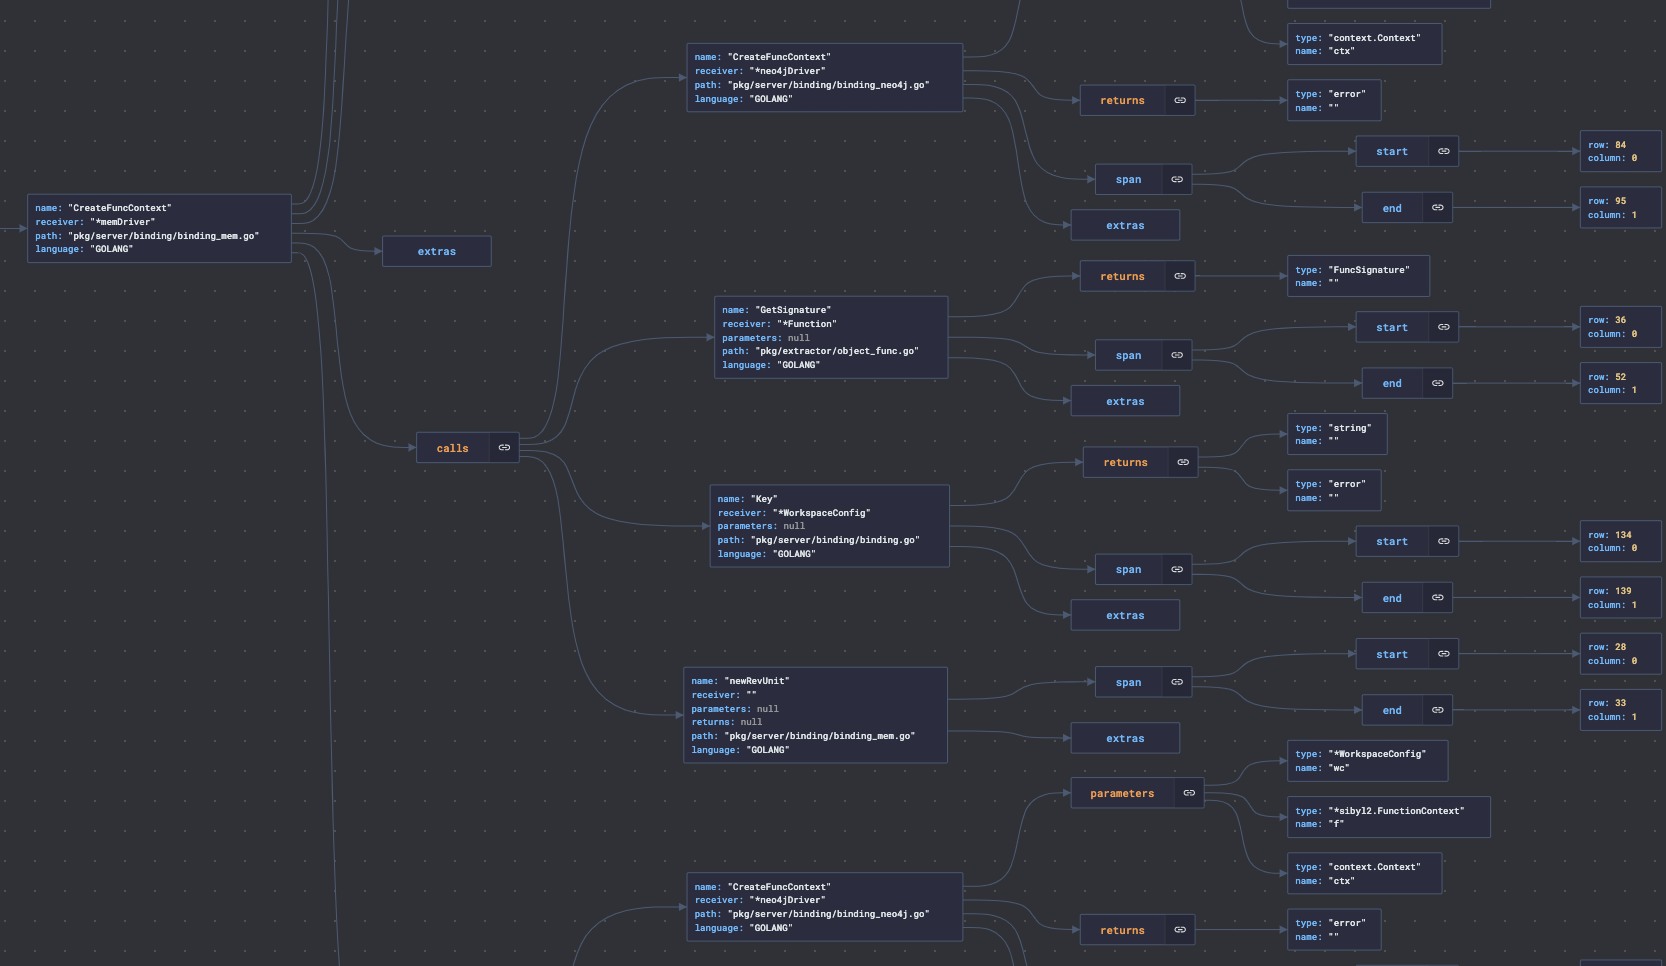 name: "CreateFuncContext"
receiver: "*memDriver"
path: "pkg/server/binding/binding_mem.go"
language: "GOLANG"
extras
calls
name: "CreateFuncContext"
receiver: "*neo4jDriver"
path: "pkg/server/binding/binding_neo4j.go"
language: "GOLANG"
type: "context.Context"
name: "ctx"
returns
type: "error"
name: ""
span
start
row: 84
column: 0
end
row: 95
column: 1
extras
name: "GetSignature"
receiver: "*Function"
parameters: null
path: "pkg/extractor/object_func.go"
language: "GOLANG"
returns
type: "FuncSignature"
name: ""
span
start
row: 36
column: 0
end
row: 52
column: 1
extras
name: "Key"
receiver: "*WorkspaceConfig"
parameters: null
path: "pkg/server/binding/binding.go"
language: "GOLANG"
returns
type: "string"
name: ""
type: "error"
name: ""
span
start
row: 134
column: 0
end
row: 139
column: 1
extras
name: "newRevUnit"
receiver: ""
parameters: null
returns: null
path: "pkg/server/binding/binding_mem.go"
language: "GOLANG"
span
start
row: 28
column: 0
end
row: 33
column: 1
extras
name: "CreateFuncContext"
receiver: "*neo4jDriver"
path: "pkg/server/binding/binding_neo4j.go"
language: "GOLANG"
parameters
type: "*WorkspaceConfig"
name: "wc"
type: "*sibyl2.FunctionContext"
name: "f"
type: "context.Context"
name: "ctx"
returns
type: "error"
name: ""